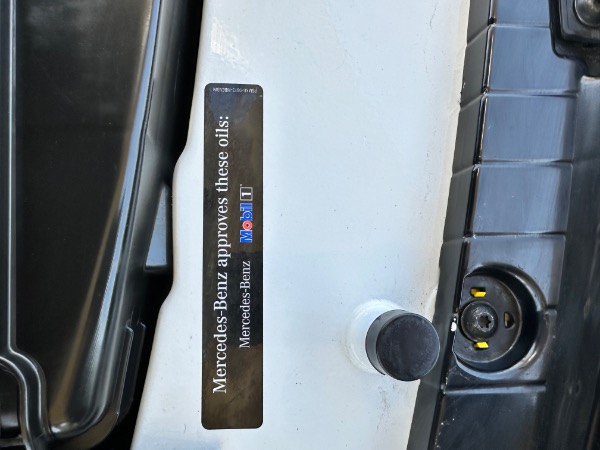 Mercedes-Benz approves these oils:
Mercedes-Benz Mobil 1